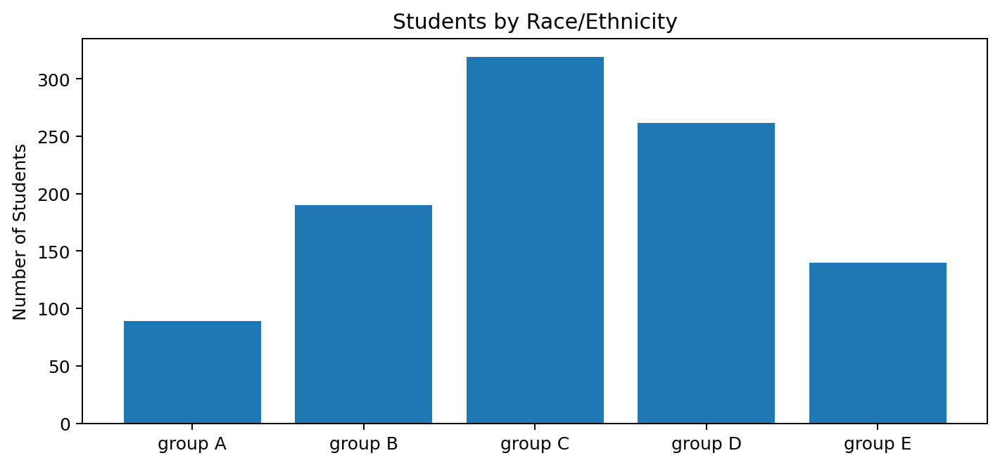 Students by Race/Ethnicity
Number of Students
300
250
200
150
100
50
0
group A
group B
group C
group D
group E